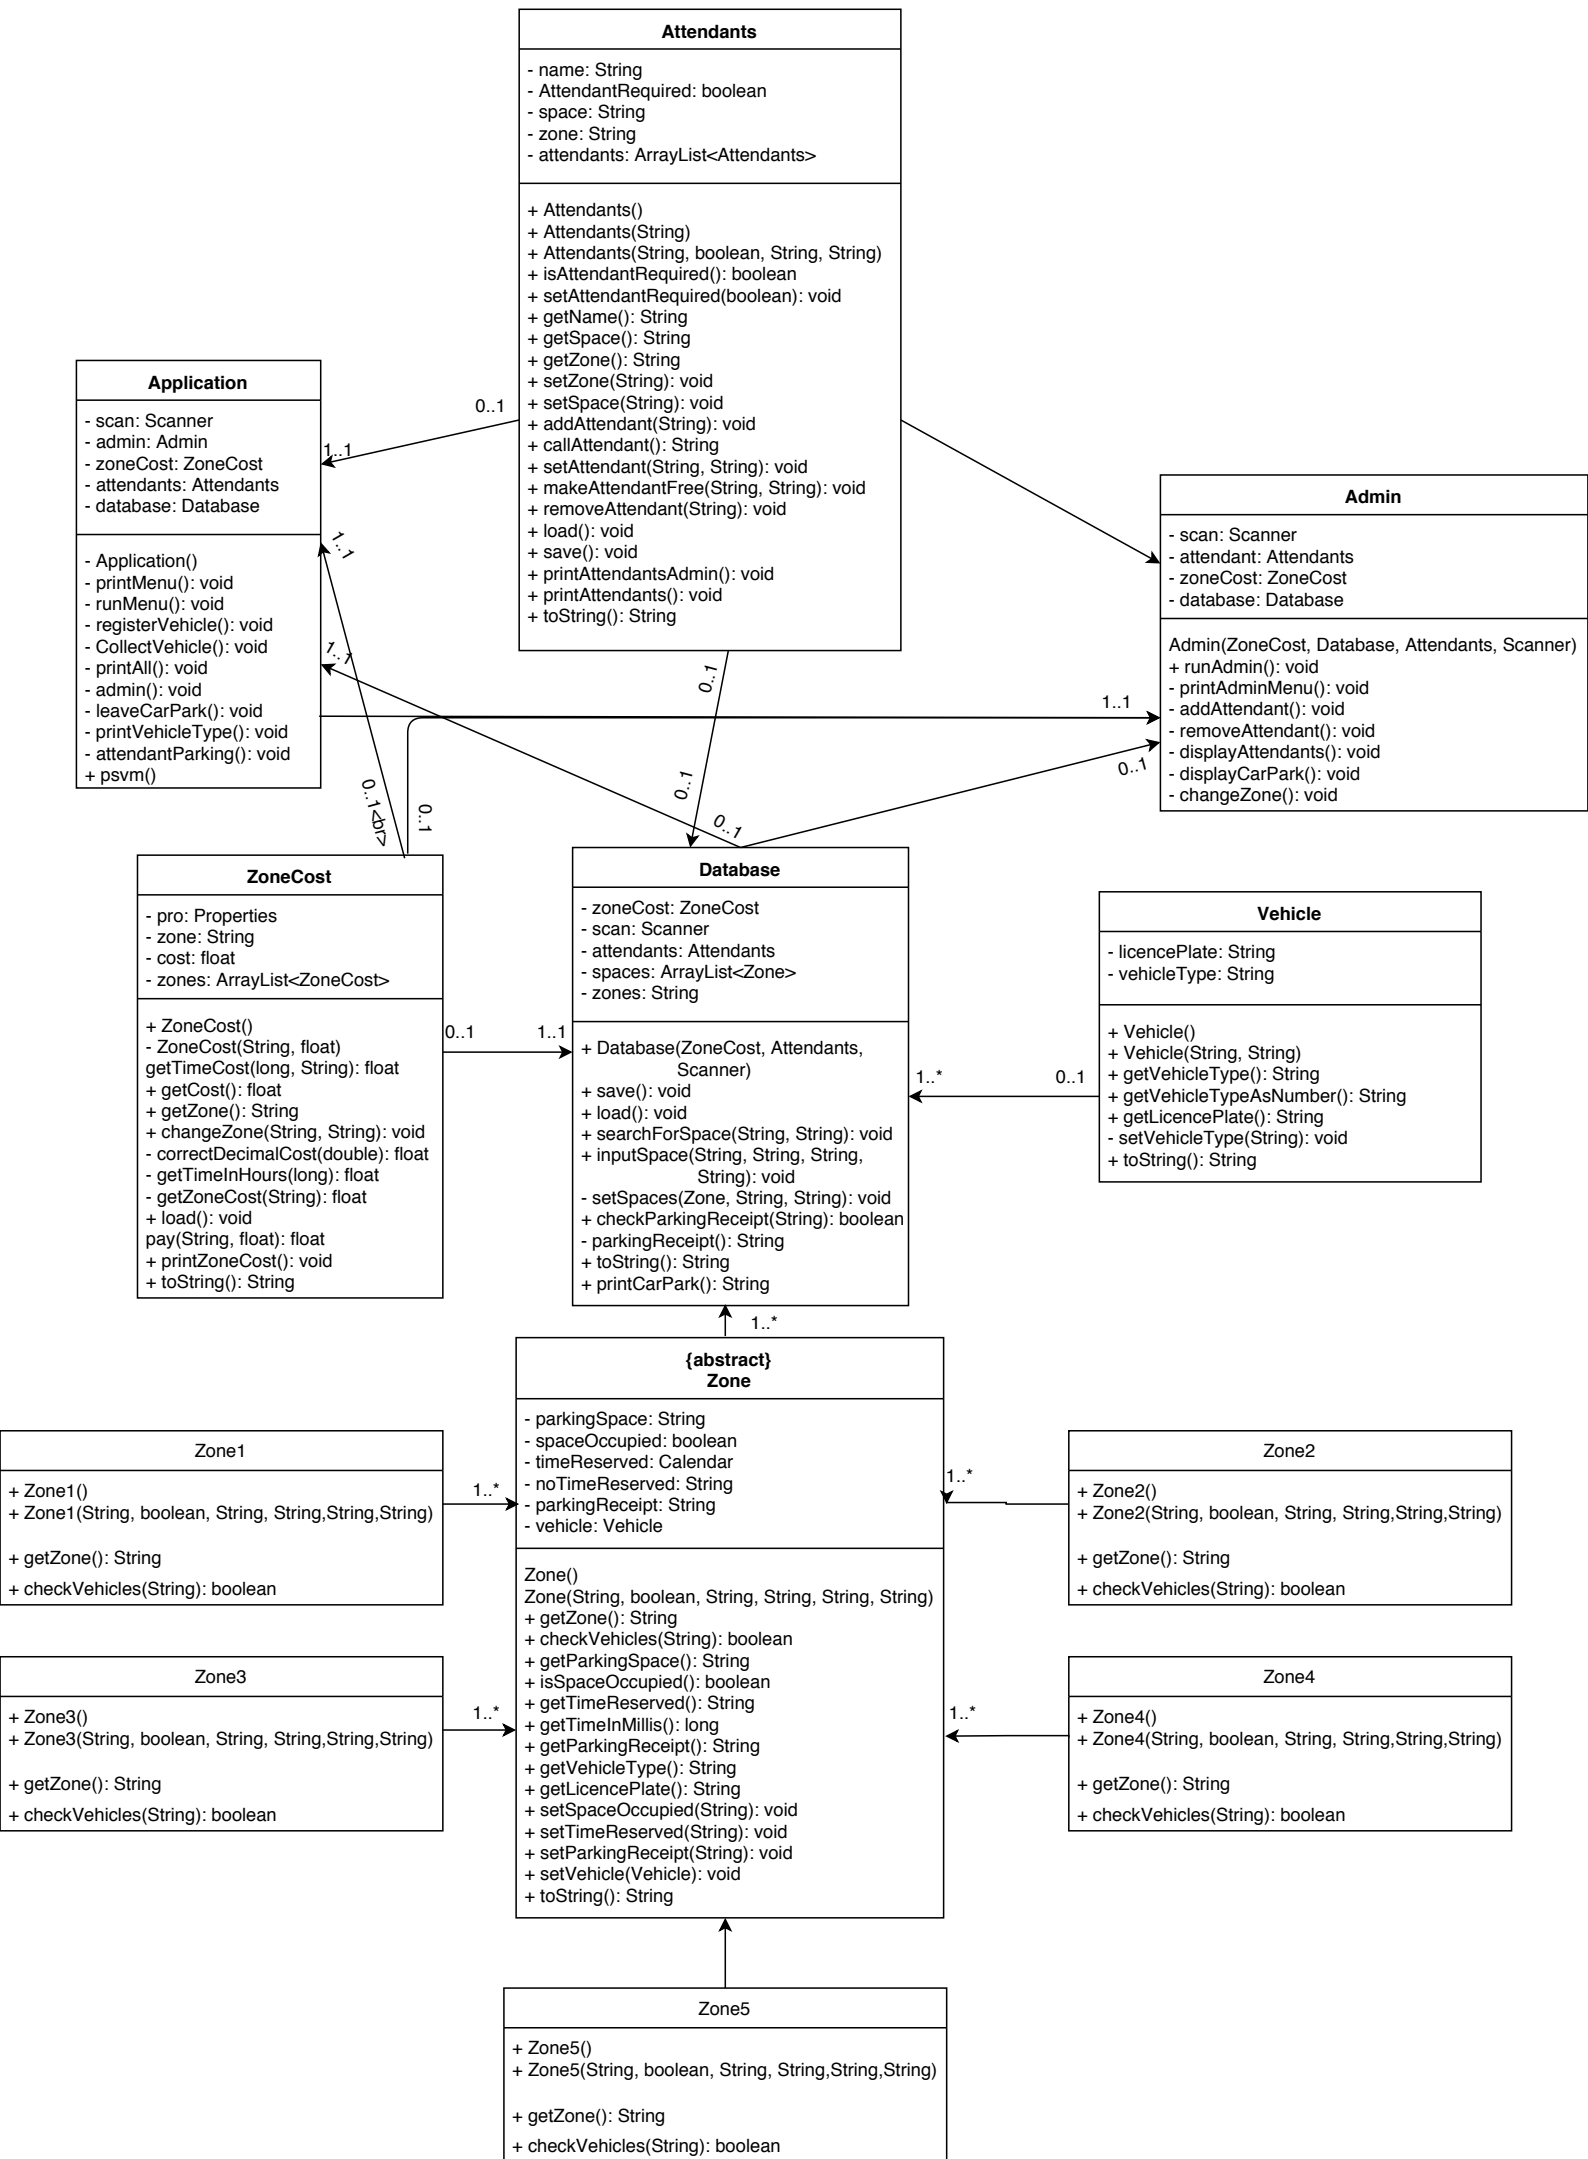 Attendants
- name: String
- AttendantRequired: boolean
- space: String
- zone: String
- attendants: ArrayList<Attendants>
+ Attendants()
+ Attendants(String)
+ Attendants(String, boolean, String, String)
+ isAttendantRequired(): boolean
+ setAttendantRequired(boolean): void
+ getName(): String
+ getSpace(): String
+ getZone(): String
+ setZone(String): void
+ setSpace(String): void
+ addAttendant(String): void
+ callAttendant(): String
+ setAttendant(String, String): void
+ makeAttendantFree(String, String): void
+ removeAttendant(String): void
+ load(): void
+ save(): void
+ printAttendantsAdmin(): void
+ printAttendants(): void
+ toString(): String
Application
- scan: Scanner
- admin: Admin
- zoneCost: ZoneCost
- attendants: Attendants
- database: Database
- Application()
- printMenu(): void
- runMenu(): void
- registerVehicle(): void
- CollectVehicle(): void
- printAll(): void
- admin(): void
- leaveCarPark(): void
- printVehicleType(): void
- attendantParking(): void
+ psvm()
0..1
1..1
1..1
1..1
Admin
- scan: Scanner
- attendant: Attendants
- zoneCost: ZoneCost
- database: Database
Admin(ZoneCost, Database, Attendants, Scanner)
+ runAdmin(): void
- printAdminMenu(): void
- addAttendant(): void
- removeAttendant(): void
- displayAttendants(): void
- displayCarPark(): void
- changeZone(): void
0..1
1..1
0..1
0..1
0..1<br>
0..1
0..1
ZoneCost
- pro: Properties
- zone: String
- cost: float
- zones: ArrayList<ZoneCost>
+ ZoneCost()
- ZoneCost(String, float)
getTimeCost(long, String): float
+ getCost(): float
+ getZone(): String
+ changeZone(String, String): void
- correctDecimalCost(double): float
- getTimeInHours(long): float
- getZoneCost(String): float
+ load(): void
pay(String, float): float
+ printZoneCost(): void
+ toString(): String
0..1
1..1
Database
- zoneCost: ZoneCost
- scan: Scanner
- attendants: Attendants
- spaces: ArrayList<Zone>
- zones: String
+ Database(ZoneCost, Attendants,
Scanner)
+ save(): void
+ load(): void
+ searchForSpace(String, String): void
+ inputSpace(String, String, String,
String): void
- setSpaces(Zone, String, String): void
+ checkParkingReceipt(String): boolean
- parkingReceipt(): String
+ toString(): String
+ printCarPark(): String
1..*
0..1
Vehicle
- licencePlate: String
- vehicleType: String
+ Vehicle()
+ Vehicle(String, String)
+ getVehicleType(): String
+ getVehicleTypeAsNumber(): String
+ getLicencePlate(): String
- setVehicleType(String): void
+ toString(): String
1..*
{abstract}
Zone
- parkingSpace: String
- spaceOccupied: boolean
- timeReserved: Calendar
- noTimeReserved: String
- parkingReceipt: String
- vehicle: Vehicle
Zone()
Zone(String, boolean, String, String, String, String)
+ getZone(): String
+ checkVehicles(String): boolean
+ getParkingSpace(): String
+ isSpaceOccupied(): boolean
+ getTimeReserved(): String
+ getTimeInMillis(): long
+ getParkingReceipt(): String
+ getVehicleType(): String
+ getLicencePlate(): String
+ setSpaceOccupied(String): void
+ setTimeReserved(String): void
+ setParkingReceipt(String): void
+ setVehicle(Vehicle): void
+ toString(): String
Zone1
+ Zone1()
+ Zone1(String, boolean, String, String,String,String)
+ getZone(): String
+ checkVehicles(String): boolean
1..*
1..*
Zone2
+ Zone2()
+ Zone2(String, boolean, String, String,String,String)
+ getZone(): String
+ checkVehicles(String): boolean
Zone3
+ Zone3()
+ Zone3(String, boolean, String, String,String,String)
+ getZone(): String
+ checkVehicles(String): boolean
1..*
1..*
Zone4
+ Zone4()
+ Zone4(String, boolean, String, String,String,String)
+ getZone(): String
+ checkVehicles(String): boolean
Zone5
+ Zone5()
+ Zone5(String, boolean, String, String,String,String)
+ getZone(): String
+ checkVehicles(String): boolean